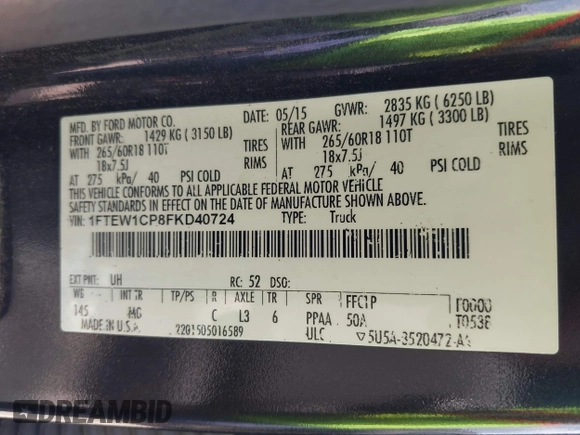 MFD. BY FORD MOTOR CO.
DATE: 05/15 GVWR: 2835 KG ( 6250 LB)
FRONT GAWR: 1429 KG ( 3150 LB) REAR GAWR: 1497 KG ( 3300 LB)
265/60R18 110T TIRES 265/60R18 110T TIRES
18x7.5J RIMS 18x7.5J RIMS
AT 275 kPa/ 40 PSI COLD AT 275 kPa/ 40 PSI COLD
THIS VEHICLE CONFORMS TO ALL APPLICABLE FEDERAL MOTOR VEHICLE
SAFETY STANDARDS IN EFFECT ON THE DATE OF MANUFACTURE SHOWN ABOVE.
VIN: 1FTEW1CP8FKD40724 TYPE: Truck
EXT PNT: UH RC: 52 DSO:
WB INT TR TP/PS R AXLE TR SPR
145 MG C L3 6 PPAA 50A
MADE IN U.S.A. 2201505016589 ULC
DREAMBID